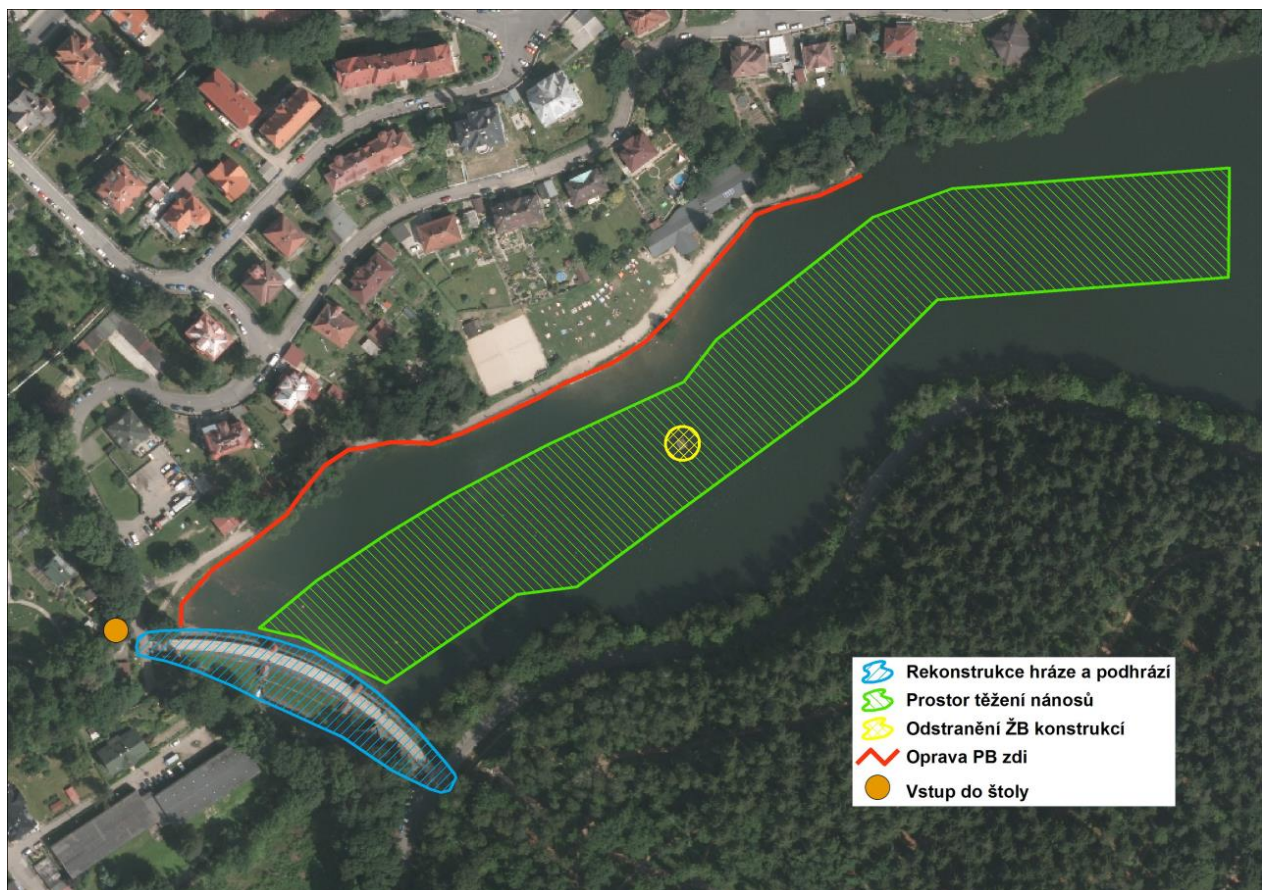 Rekonstrukce hráze a podhrází
Prostor těžení nánosů
Odstranění ŽB konstrukcí
Oprava PB zdi
Vstup do štoly